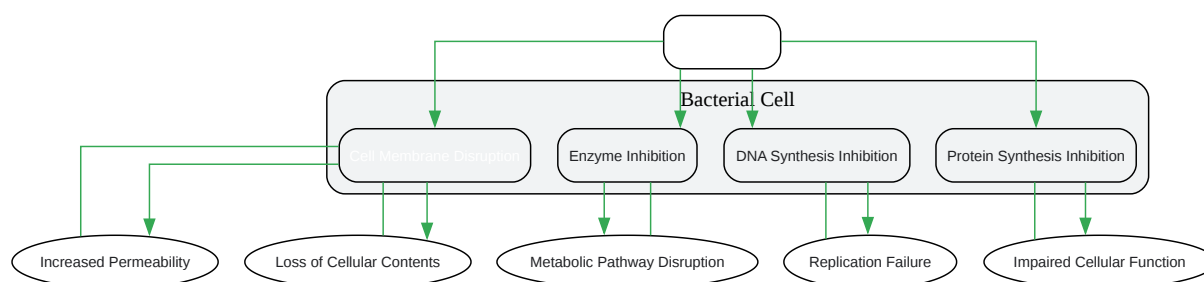 Bacterial Cell
Cell Membrane Disruption
Enzyme Inhibition
DNA Synthesis Inhibition
Protein Synthesis Inhibition
Increased Permeability
Loss of Cellular Contents
Metabolic Pathway Disruption
Replication Failure
Impaired Cellular Function